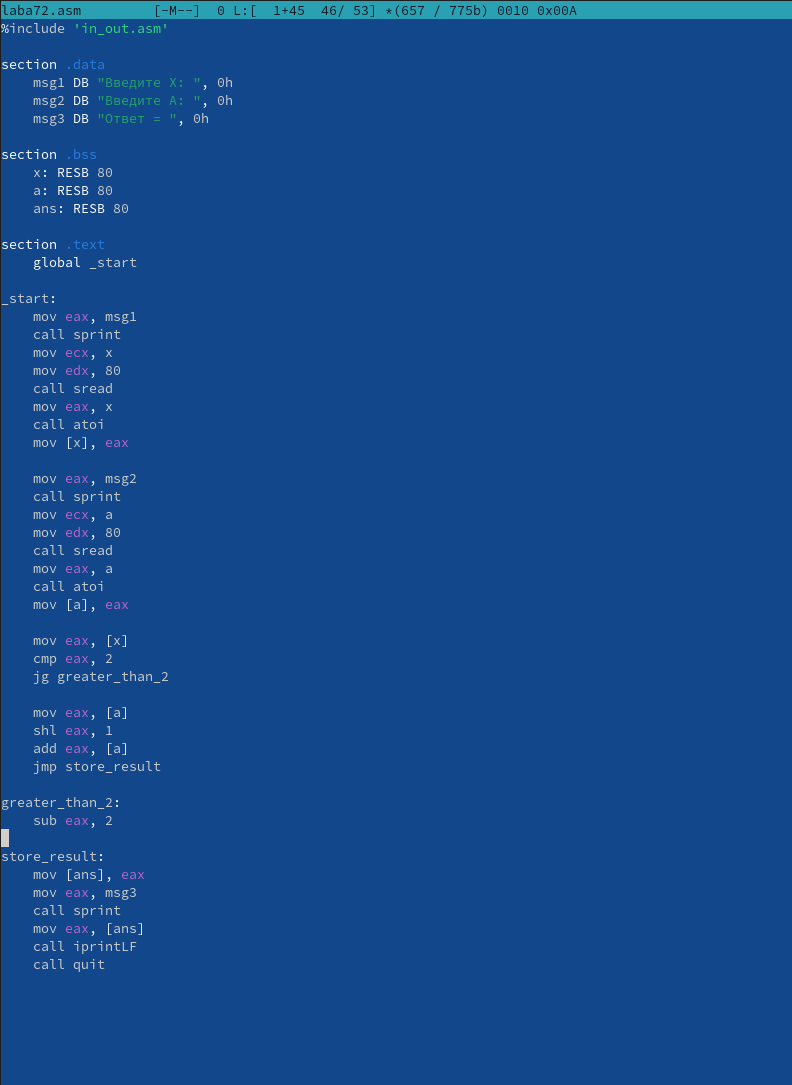 laba72.asm [-M--] 0 L:[ 1+45 46/ 53] *(657 / 775b) 0010 0x00A
%include 'in_out.asm'
section .data
msg1 DB "Введите X: ", 0h
msg2 DB "Введите A: ", 0h
msg3 DB "Ответ = ", 0h
section .bss
x: RESB 80
a: RESB 80
ans: RESB 80
section .text
global _start
_start:
mov eax, msg1
call sprint
mov ecx, x
mov edx, 80
call sread
mov eax, x
call atoi
mov [x], eax
mov eax, msg2
call sprint
mov ecx, a
mov edx, 80
call sread
mov eax, a
call atoi
mov [a], eax
mov eax, [x]
cmp eax, 2
jg greater_than_2
mov eax, [a]
shl eax, 1
add eax, [a]
jmp store_result
greater_than_2:
sub eax, 2
store_result:
mov [ans], eax
mov eax, msg3
call sprint
mov eax, [ans]
call iprintLF
call quit